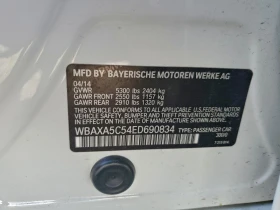 MFD BY BAYERISCHE MOTOREN WERKE AG
04/14
GVWR 5300 lbs 2404 kg
GAWR FRONT 2550 lbs 1157 kg
GAWR REAR 2910 lbs 1320 kg
THIS VEHICLE CONFORMS TO ALL APPLICABLE
FEDERAL MOTOR VEHICLE SAFETY,
BUMPER, AND THEFT PREVENTION STANDARDS
IN EFFECT ON THE DATE OF MANUFACTURE
SHOWN ABOVE.
WBAXA5C54ED690834 TYPE: PASSENGER CAR